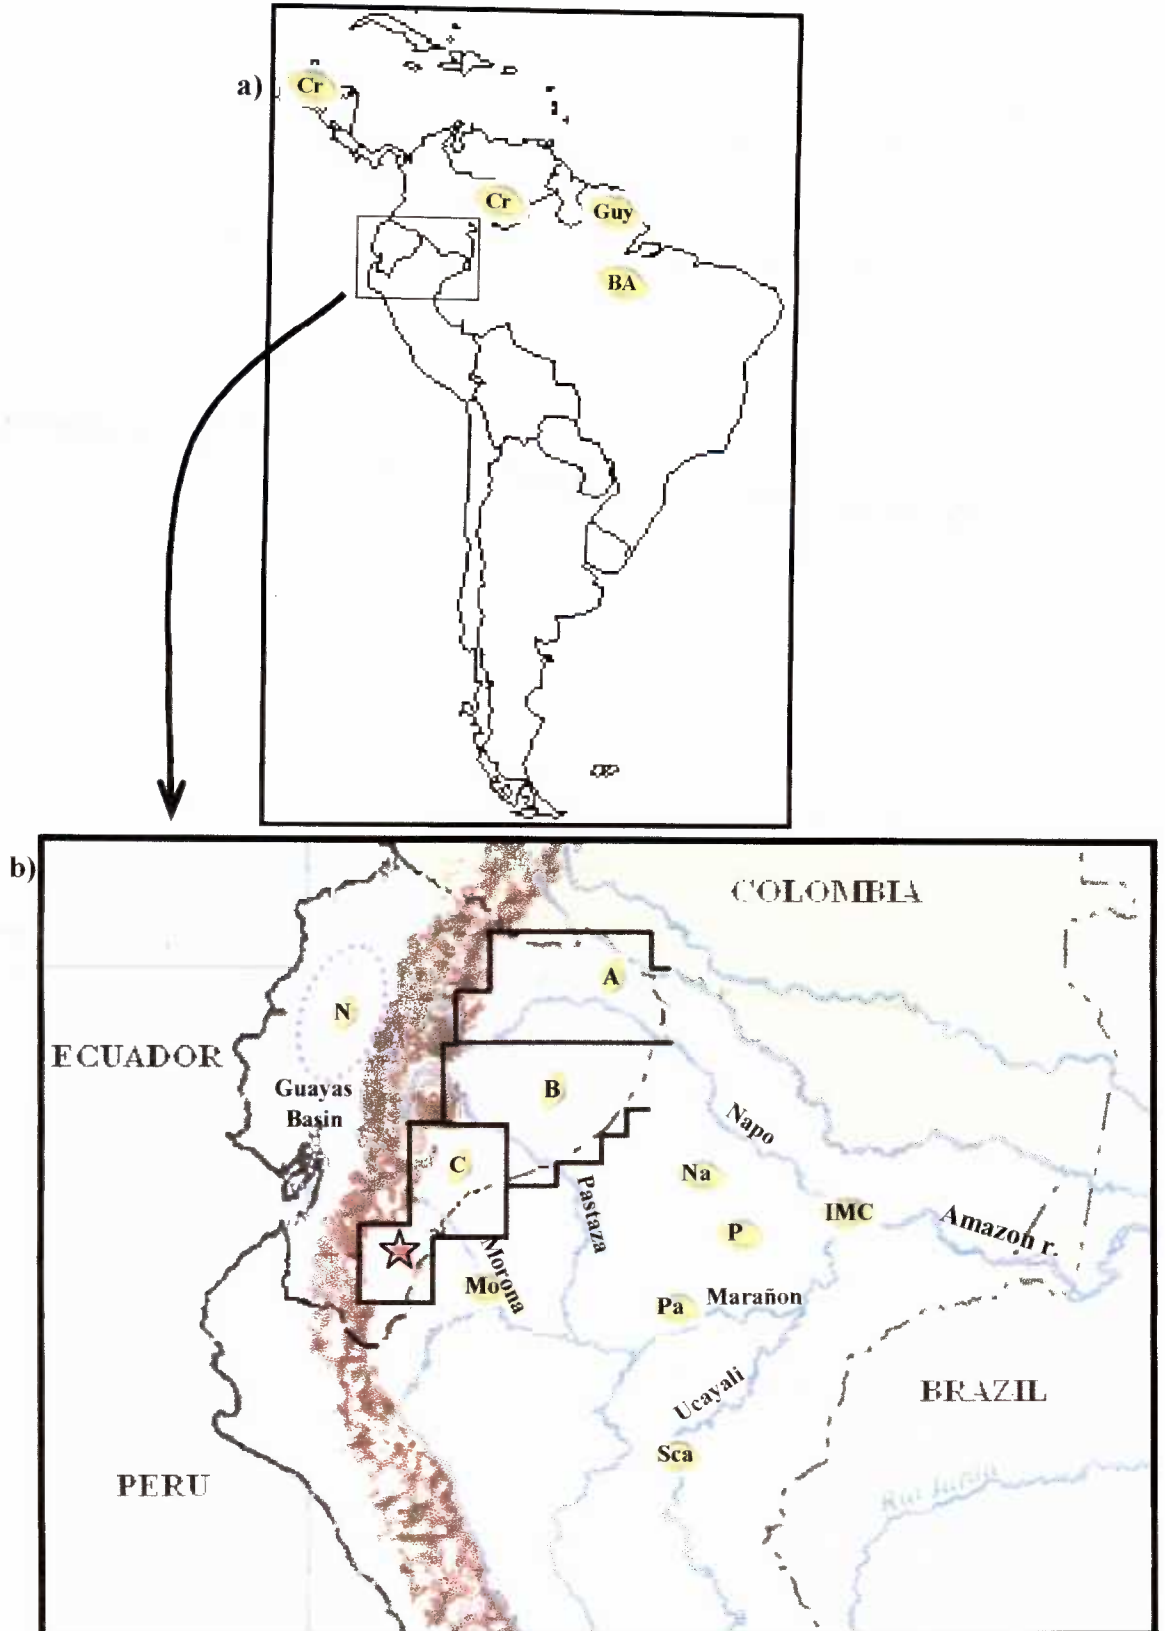 a)
Cr
Cr
Guy
BA
b)
COLOMBIA
A
N
ECUADOR
Guayas
Basin
B
Napo
C
Na
Pastaza
IMC
P
Amazon r.
Morona
Mo
Pa
Marañon
Ucayali
BRAZIL
Sca
PERU